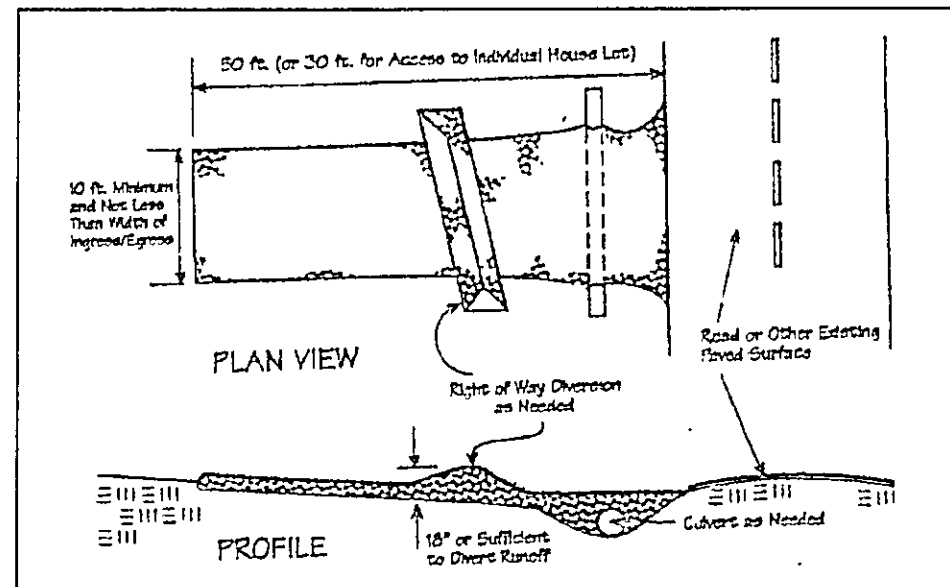 50 ft. (or 30 ft. for Access to Individual House Lot)
10 ft. Minimum
and Not Less
Than Width of
Ingress/Egress
PLAN VIEW
Road or Other Existing
Paved Surface
Right of Way Diversion
as Needed
18" or Sufficient
to Divert Runoff
Culvert as Needed
PROFILE